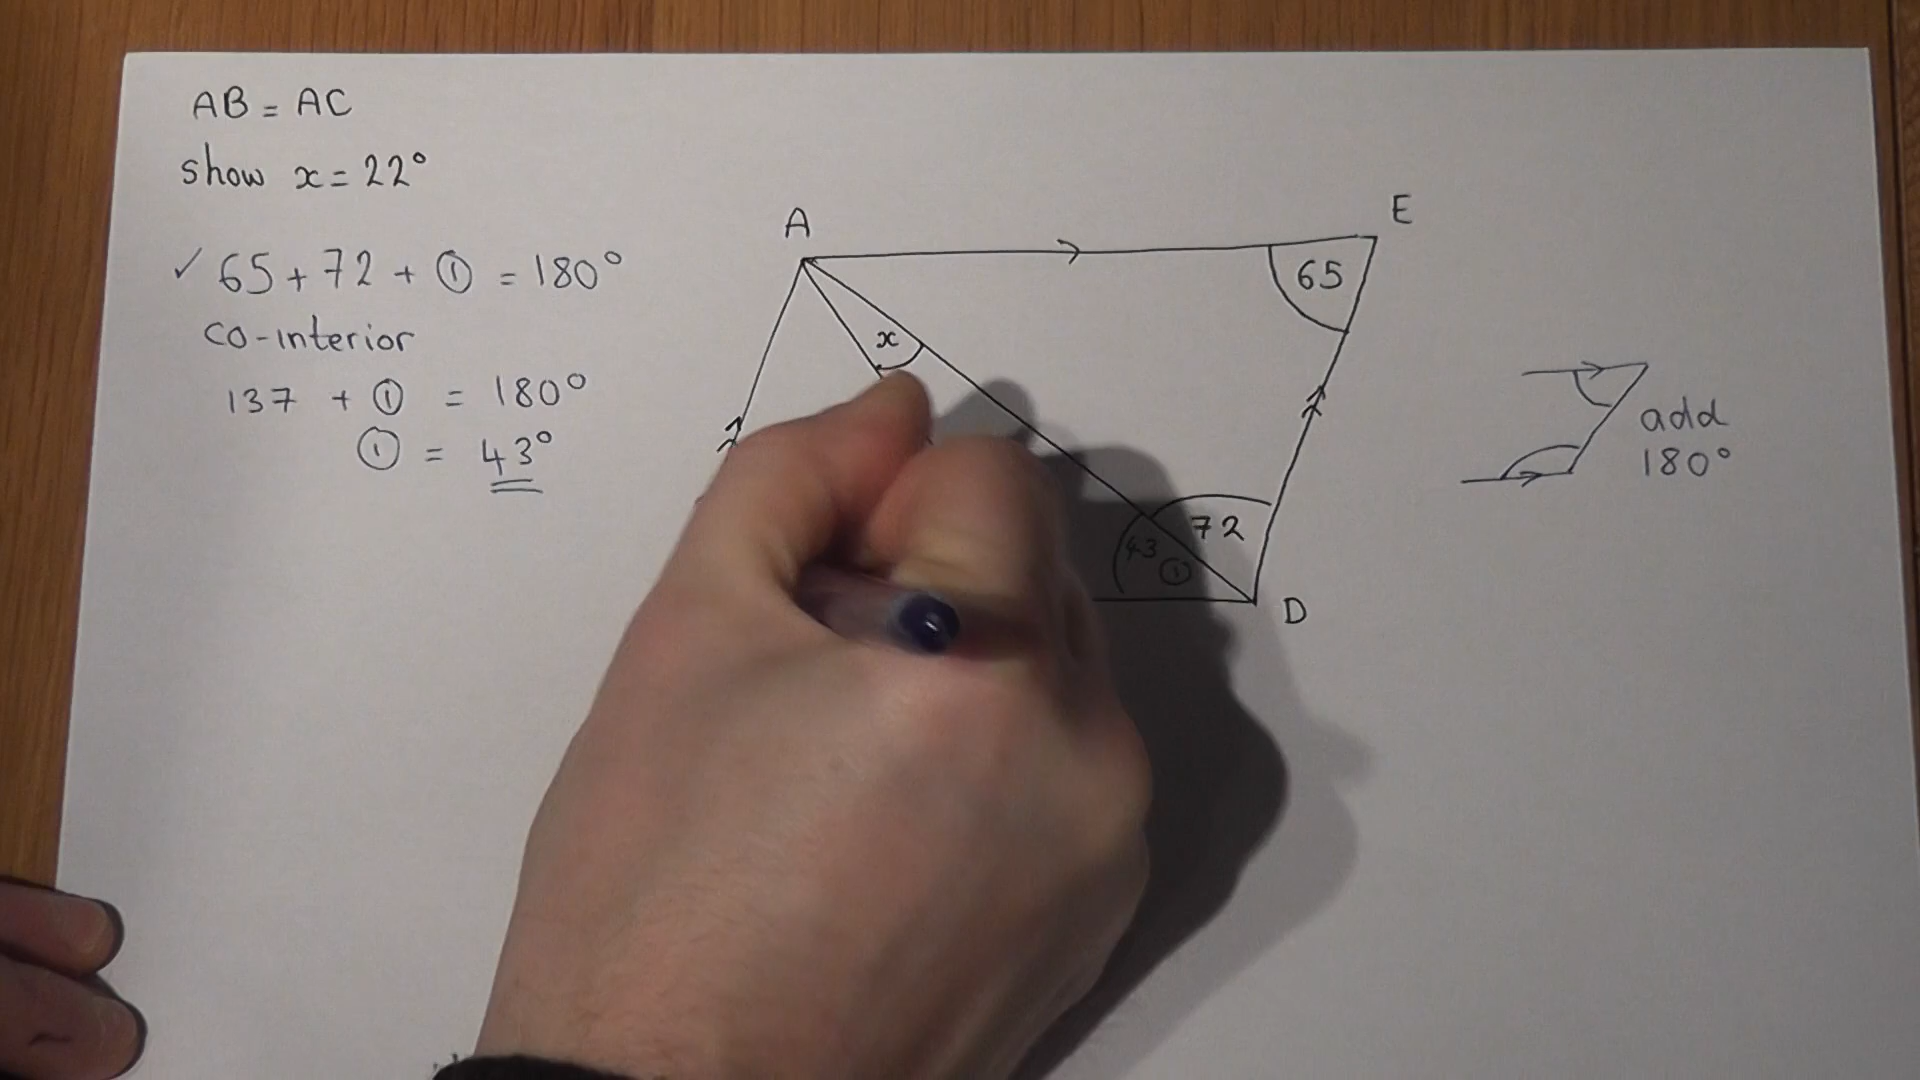 AB = AC
show x = 22°
✓ 65 + 72 + ① = 180°
co-interior
137 + ① = 180°
① = 43°
A
E
65
x
72
43
①
D
add
180°